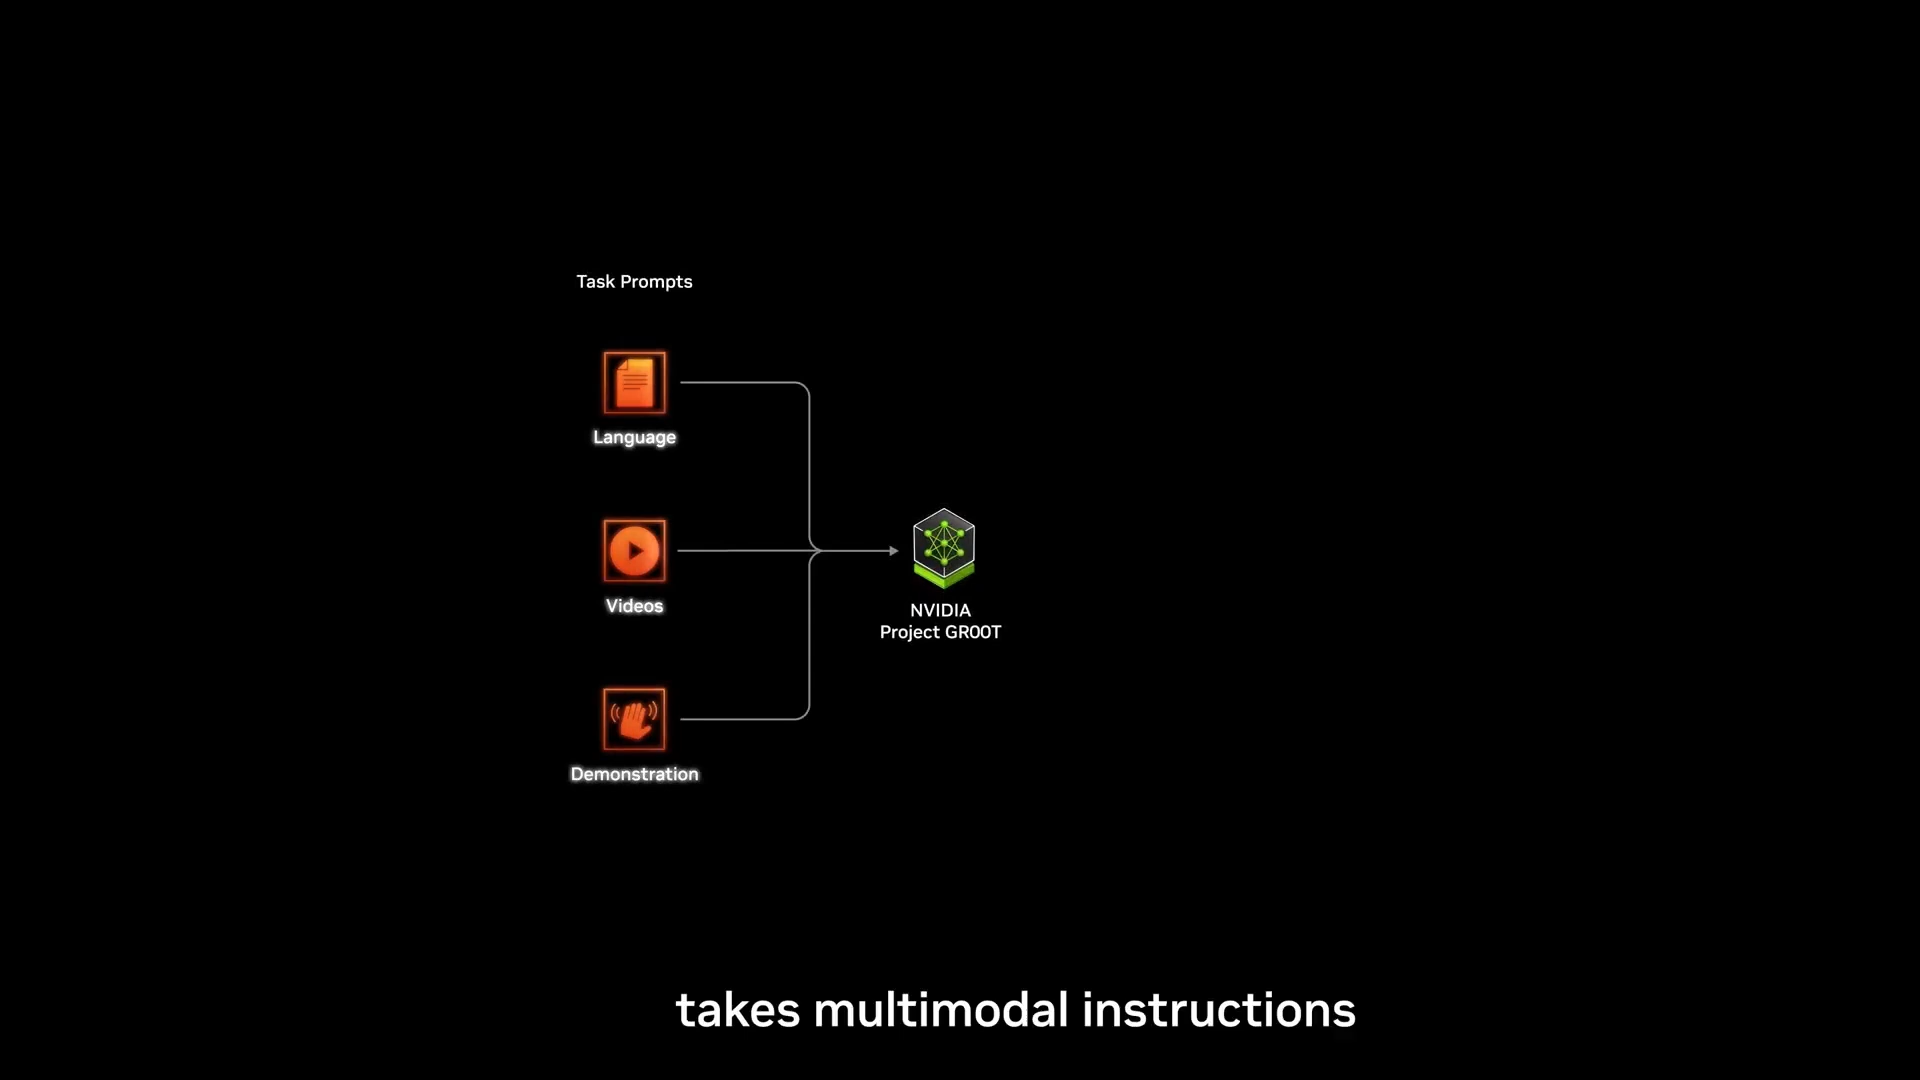 Task Prompts
Language
Videos
NVIDIA
Project GR00T
Demonstration
takes multimodal instructions